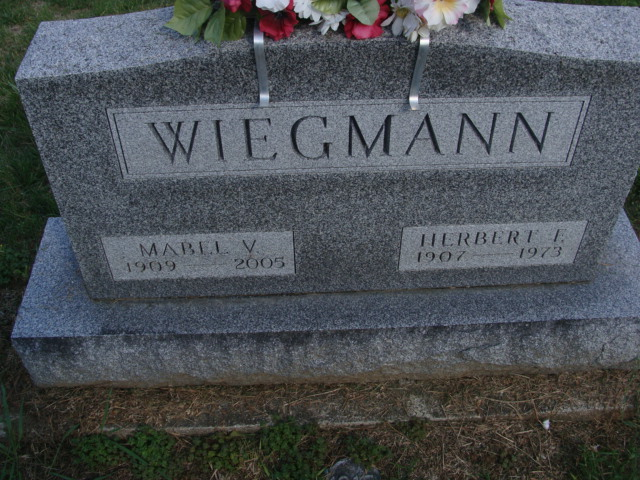 WIEGMANN
MABEL V.
1909 — 2005
HERBERT F.
1907 — 1973